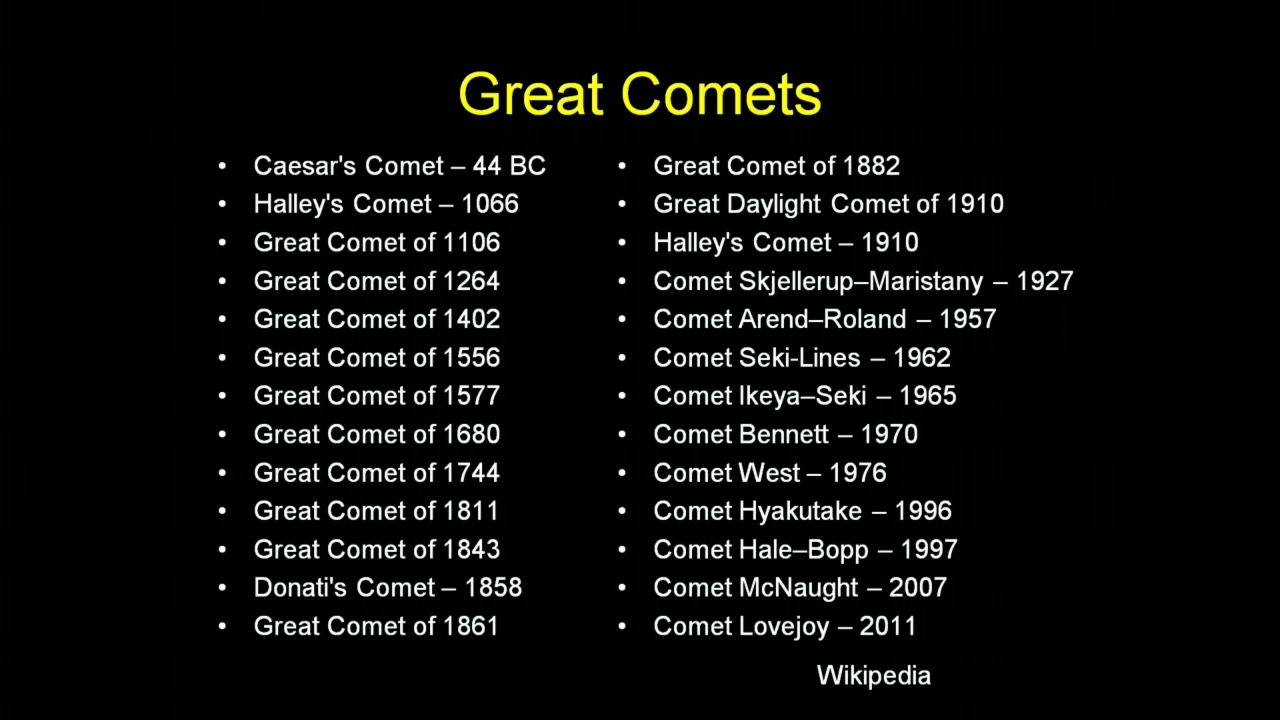 Great Comets
• Caesar's Comet – 44 BC
• Halley's Comet – 1066
• Great Comet of 1106
• Great Comet of 1264
• Great Comet of 1402
• Great Comet of 1556
• Great Comet of 1577
• Great Comet of 1680
• Great Comet of 1744
• Great Comet of 1811
• Great Comet of 1843
• Donati's Comet – 1858
• Great Comet of 1861
• Great Comet of 1882
• Great Daylight Comet of 1910
• Halley's Comet – 1910
• Comet Skjellerup–Maristany – 1927
• Comet Arend–Roland – 1957
• Comet Seki-Lines – 1962
• Comet Ikeya–Seki – 1965
• Comet Bennett – 1970
• Comet West – 1976
• Comet Hyakutake – 1996
• Comet Hale–Bopp – 1997
• Comet McNaught – 2007
• Comet Lovejoy – 2011
Wikipedia